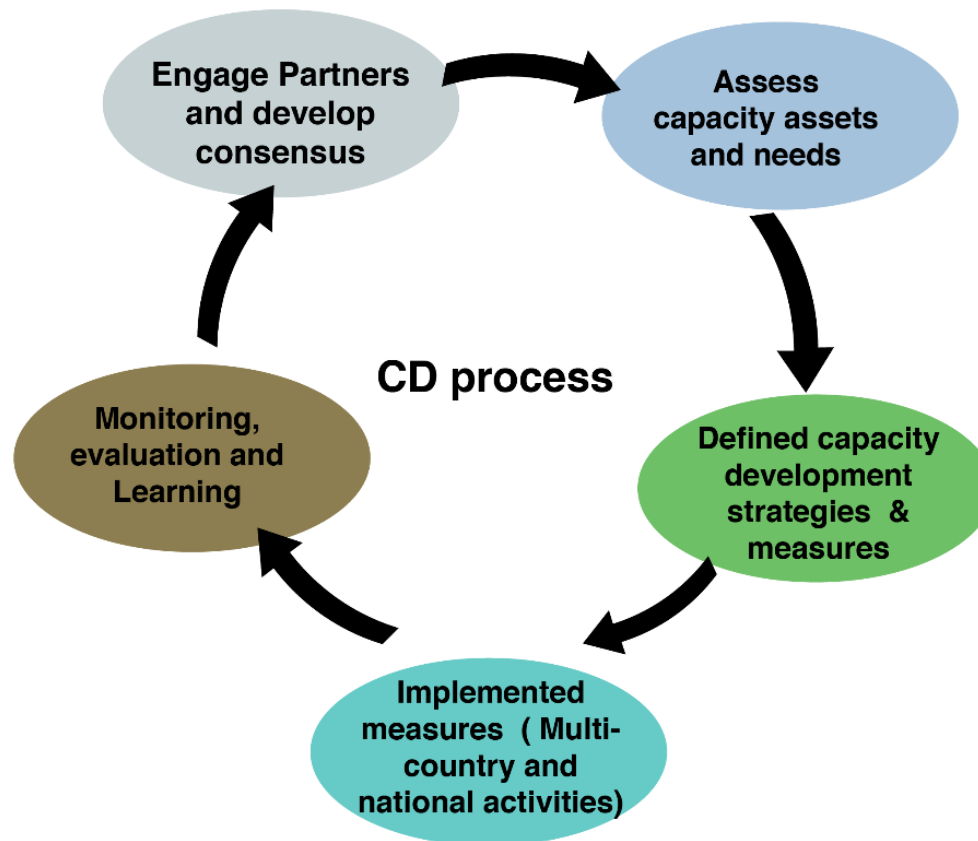 Engage Partners
and develop
consensus
Assess
capacity assets
and needs
CD process
Defined capacity
development
strategies &
measures
Implemented
measures ( Multi-
country and
national activities)
Monitoring,
evaluation and
Learning